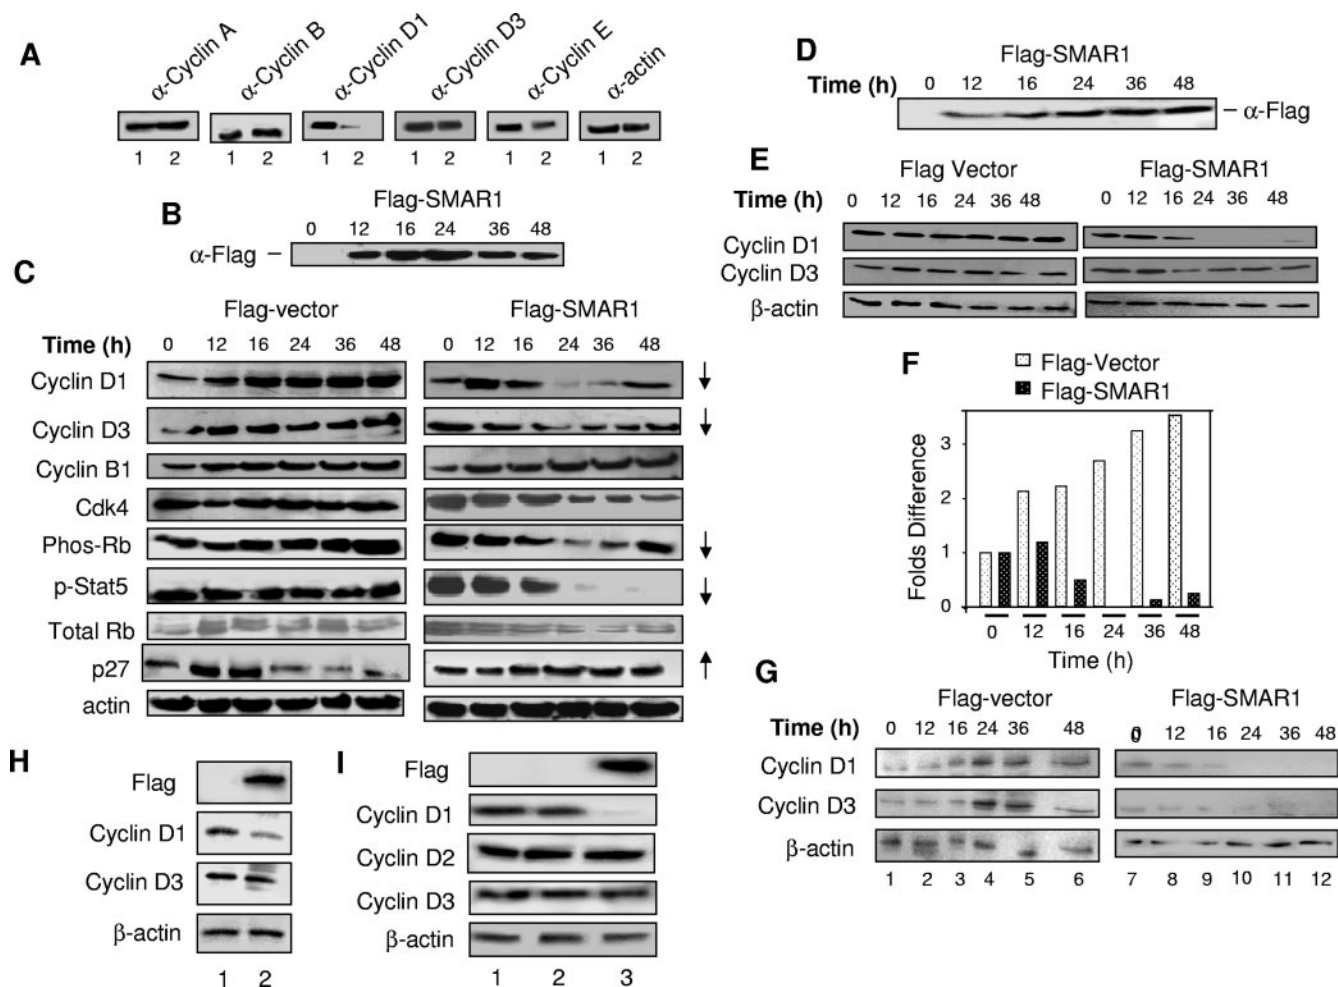 A
α-Cyclin A
α-Cyclin B
α-Cyclin D1
α-Cyclin D3
α-Cyclin E
α-actin
1 2 1 2 1 2 1 2 1 2 1 2
B
Flag-SMAR1
0 12 16 24 36 48
α-Flag –
C
Flag-vector Flag-SMAR1
Time (h) 0 12 16 24 36 48 0 12 16 24 36 48
Cyclin D1
Cyclin D3
Cyclin B1
Cdk4
Phos-Rb
p-Stat5
Total Rb
p27
actin
D
Flag-SMAR1
Time (h) 0 12 16 24 36 48
– α-Flag
E
Flag Vector Flag-SMAR1
Time (h) 0 12 16 24 36 48 0 12 16 24 36 48
Cyclin D1
Cyclin D3
β-actin
F
Flag-Vector
Flag-SMAR1
Folds Difference
3
2
1
0
0 12 16 24 36 48
Time (h)
G
Flag-vector Flag-SMAR1
Time (h) 0 12 16 24 36 48 0 12 16 24 36 48
Cyclin D1
Cyclin D3
β-actin
1 2 3 4 5 6 7 8 9 10 11 12
H
Flag
Cyclin D1
Cyclin D3
β-actin
1 2
I
Flag
Cyclin D1
Cyclin D2
Cyclin D3
β-actin
1 2 3